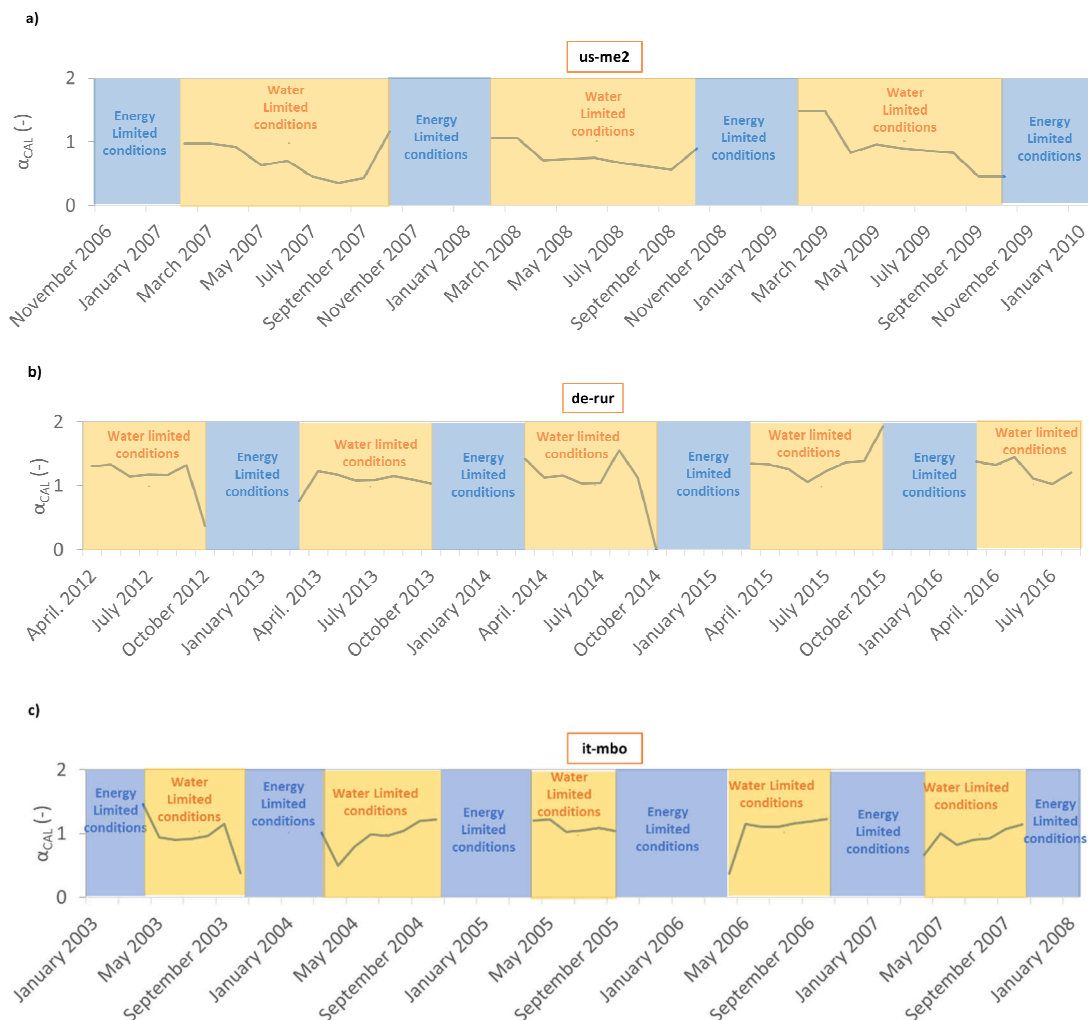 a)
us-me2
αCAL (-)
2
1
0
Energy
Limited
conditions
Water
Limited
conditions
Energy
Limited
conditions
Water
Limited
conditions
Energy
Limited
conditions
Water
Limited
conditions
Energy
Limited
conditions
November 2006
January 2007
March 2007
May 2007
July 2007
September 2007
November 2007
January 2008
March 2008
May 2008
July 2008
September 2008
November 2008
January 2009
March 2009
May 2009
July 2009
September 2009
November 2009
January 2010
b)
de-rur
αCAL (-)
2
1
0
Water limited
conditions
Energy
Limited
conditions
Water limited
conditions
Energy
Limited
conditions
Water limited
conditions
Energy
Limited
conditions
Water limited
conditions
Energy
Limited
conditions
Water limited
conditions
April. 2012
July 2012
October 2012
January 2013
April. 2013
July 2013
October 2013
January 2014
April. 2014
July 2014
October 2014
January 2015
April. 2015
July 2015
October 2015
January 2016
April. 2016
July 2016
c)
it-mbo
αCAL (-)
2
1
0
Energy
Limited
conditions
Water
Limited
conditions
Energy
Limited
conditions
Water Limited
conditions
Energy
Limited
conditions
Water
Limited
conditions
Energy
Limited
conditions
Water Limited
conditions
Energy
Limited
conditions
Water Limited
conditions
Energy
Limited
conditions
January 2003
May 2003
September 2003
January 2004
May 2004
September 2004
January 2005
May 2005
September 2005
January 2006
May 2006
September 2006
January 2007
May 2007
September 2007
January 2008